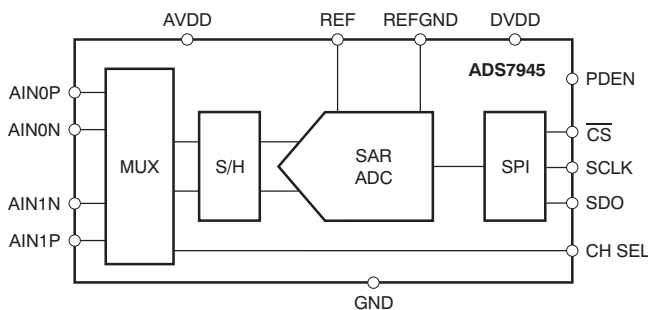 AVDD
REF
REFGND
DVDD
ADS7945
PDEN
AIN0P
AIN0N
CS
MUX
S/H
SAR
ADC
SPI
SCLK
AIN1N
SDO
AIN1P
CH SEL
GND